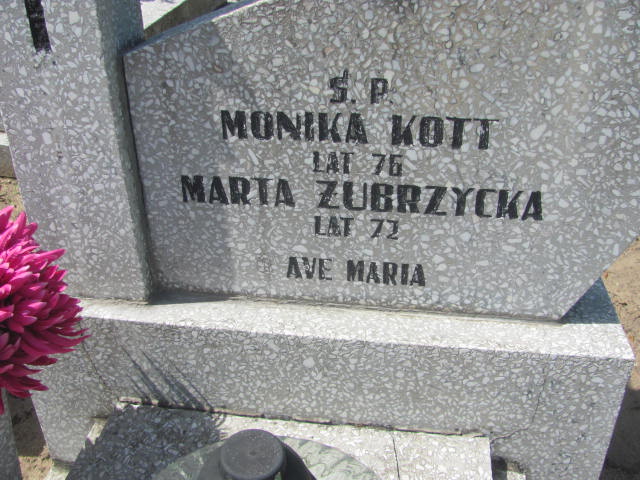 Ś. P.
MONIKA KOTT
LAT 76
MARTA ZUBRZYCKA
LAT 72
AVE MARIA